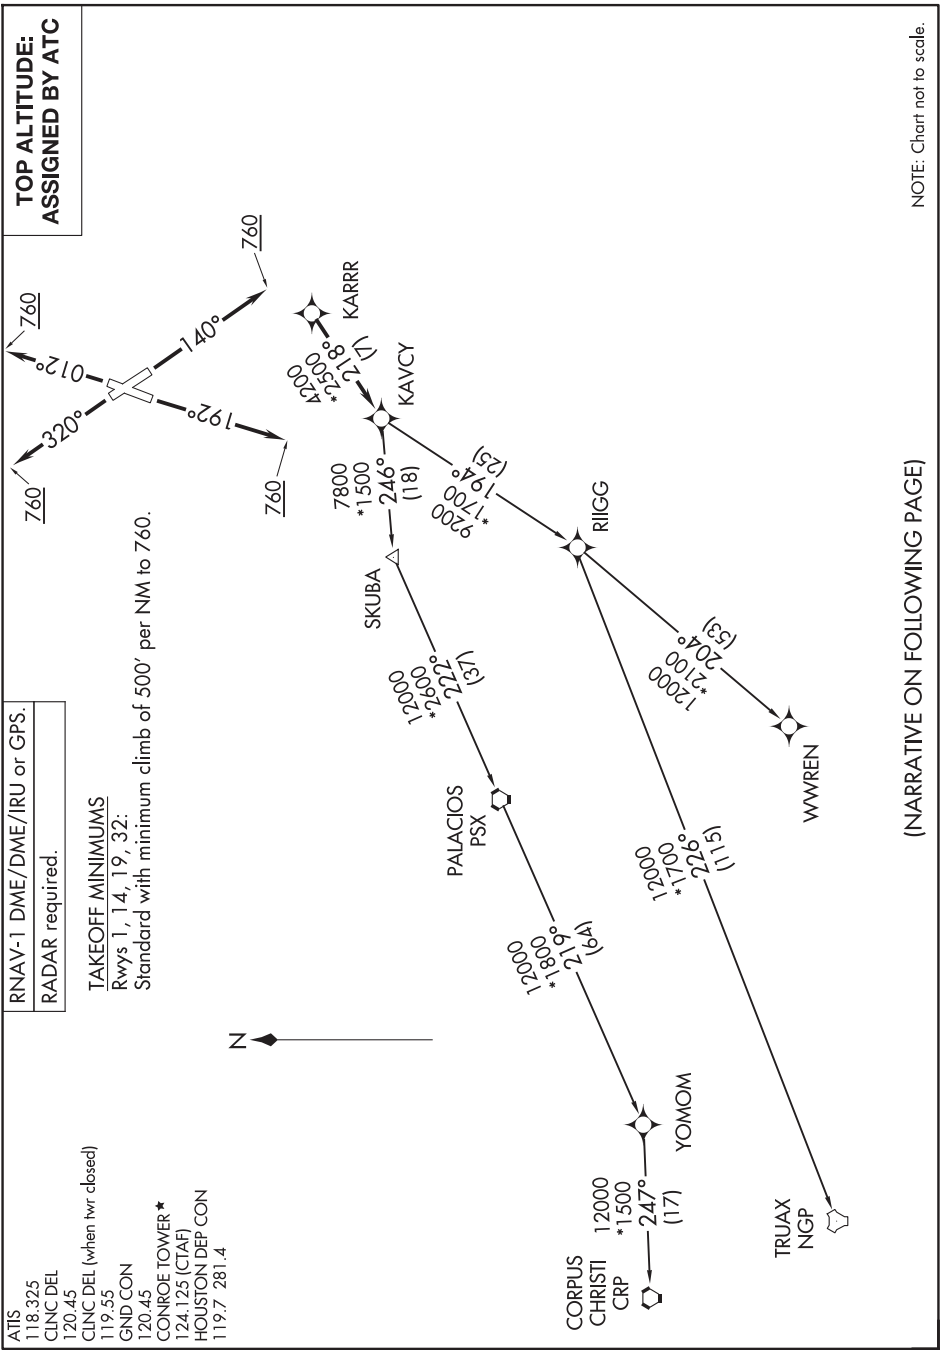 ATIS
118.325
CLNC DEL
120.45
CLNC DEL (when twr closed)
119.55
GND CON
120.45
CONROE TOWER★
124.125 (CTAF)
HOUSTON DEP CON
119.7 281.4
RNAV-1 DME/DME/IRU or GPS.
RADAR required.
TAKEOFF MINIMUMS
Rwys 1, 14, 19, 32:
Standard with minimum climb of 500' per NM to 760.
TOP ALTITUDE:
ASSIGNED BY ATC
N
760
320°
760
012°
760
140°
760
192°
KARRR
4200
*2500
218°
(7)
KAVCY
7800
*1500
246°
(18)
SKUBA
9200
*1700
194°
(25)
RIIGG
12000
*2600
222°
(37)
PALACIOS
PSX
12000
*2100
204°
(53)
WWREN
12000
*1800
219°
(64)
YOMOM
12000
*1700
226°
(115)
TRUAX
NGP
12000
*1500
247°
(17)
CORPUS
CHRISTI
CRP
(NARRATIVE ON FOLLOWING PAGE)
NOTE: Chart not to scale.